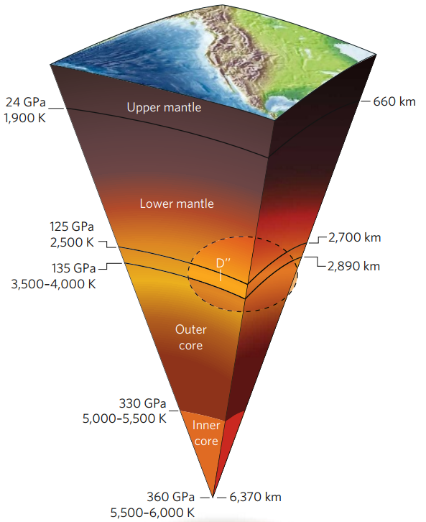 24 GPa
1,900 K
Upper mantle
660 km
Lower mantle
125 GPa
2,500 K
2,700 km
D″
135 GPa
3,500–4,000 K
2,890 km
Outer
core
330 GPa
5,000–5,500 K
Inner
core
360 GPa
6,370 km
5,500–6,000 K